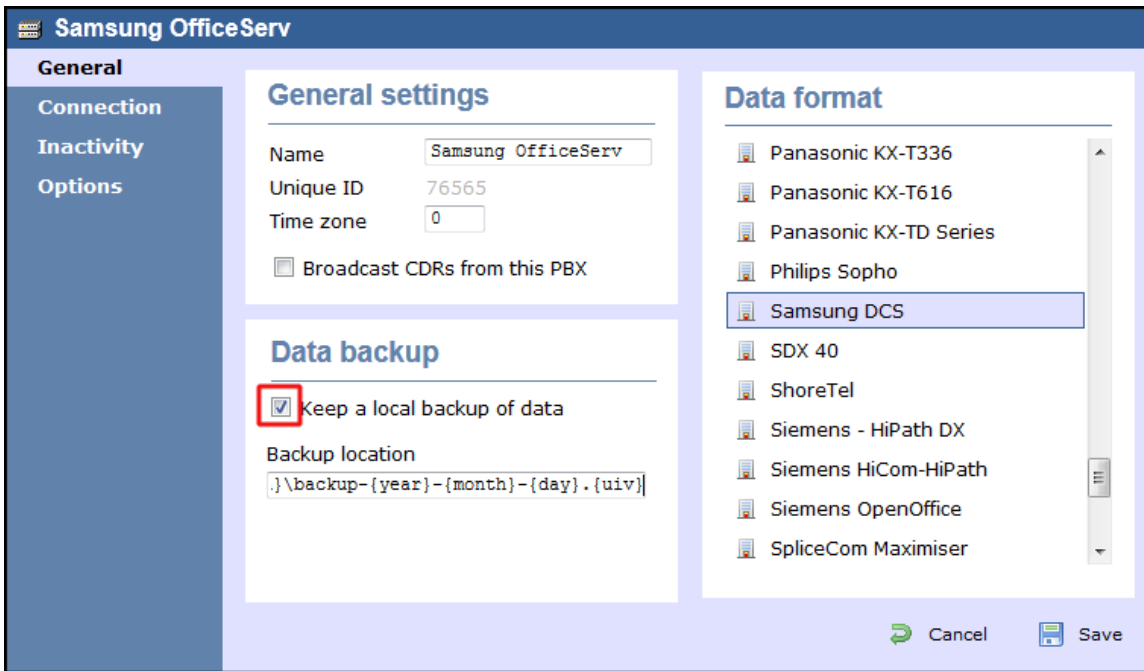 Samsung OfficeServ
General
Connection
Inactivity
Options
General settings
Name Samsung OfficeServ
Unique ID 76565
Time zone 0
Broadcast CDRs from this PBX
Data backup
Keep a local backup of data
Backup location
.}\backup-{year}-{month}-{day}.{uiv}
Data format
Panasonic KX-T336
Panasonic KX-T616
Panasonic KX-TD Series
Philips Sopho
Samsung DCS
SDX 40
ShoreTel
Siemens - HiPath DX
Siemens HiCom-HiPath
Siemens OpenOffice
SpliceCom Maximiser
Cancel Save